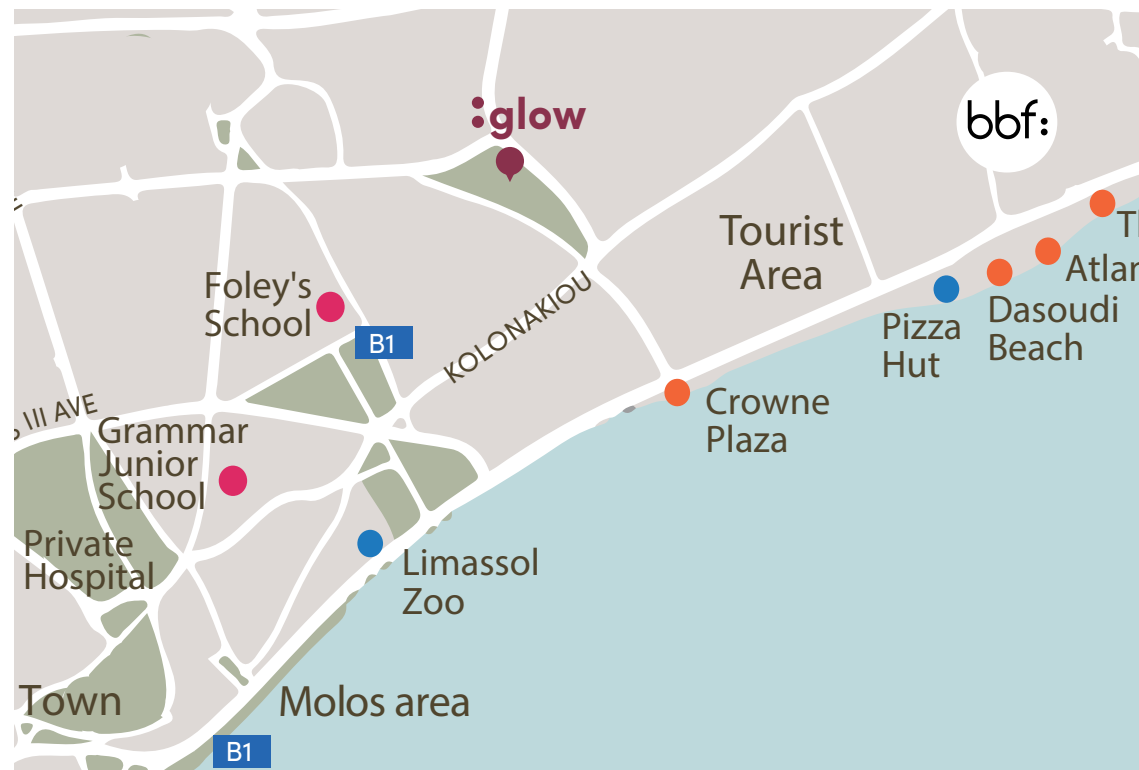 :glow
bbf:
Tourist
Area
Foley's
School
B1
KOLONAKIOU
Atlan
Dasoudi
Beach
Pizza
Hut
Crowne
Plaza
III AVE
Grammar
Junior
School
Private
Hospital
Limassol
Zoo
Town
Molos area
B1